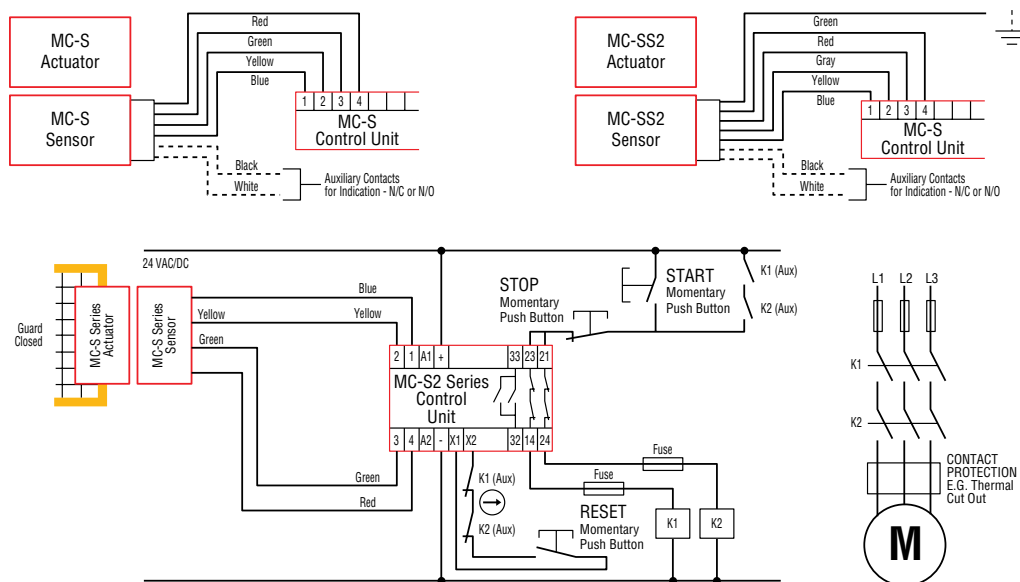 MC-S
Actuator
MC-S
Sensor
Red
Green
Yellow
Blue
1 2 3 4
MC-S
Control Unit
Black
White
Auxiliary Contacts
for Indication - N/C or N/O
MC-SS2
Actuator
MC-SS2
Sensor
Green
Red
Gray
Yellow
Blue
1 2 3 4
MC-S
Control Unit
Black
White
Auxiliary Contacts
for Indication - N/C or N/O
24 VAC/DC
Guard
Closed
MC-S Series
Actuator
MC-S Series
Sensor
Blue
Yellow
Yellow
Green
Green
Red
STOP
Momentary
Push Button
START
Momentary
Push Button
K1 (Aux)
K2 (Aux)
2 1 A1 + 33 23 21
MC-S2 Series
Control
Unit
3 4 A2 - X1 X2 32 14 24
K1 (Aux)
K2 (Aux)
Fuse
Fuse
RESET
Momentary
Push Button
K1
K2
L1 L2 L3
K1
K2
CONTACT
PROTECTION
E.G. Thermal
Cut Out
M